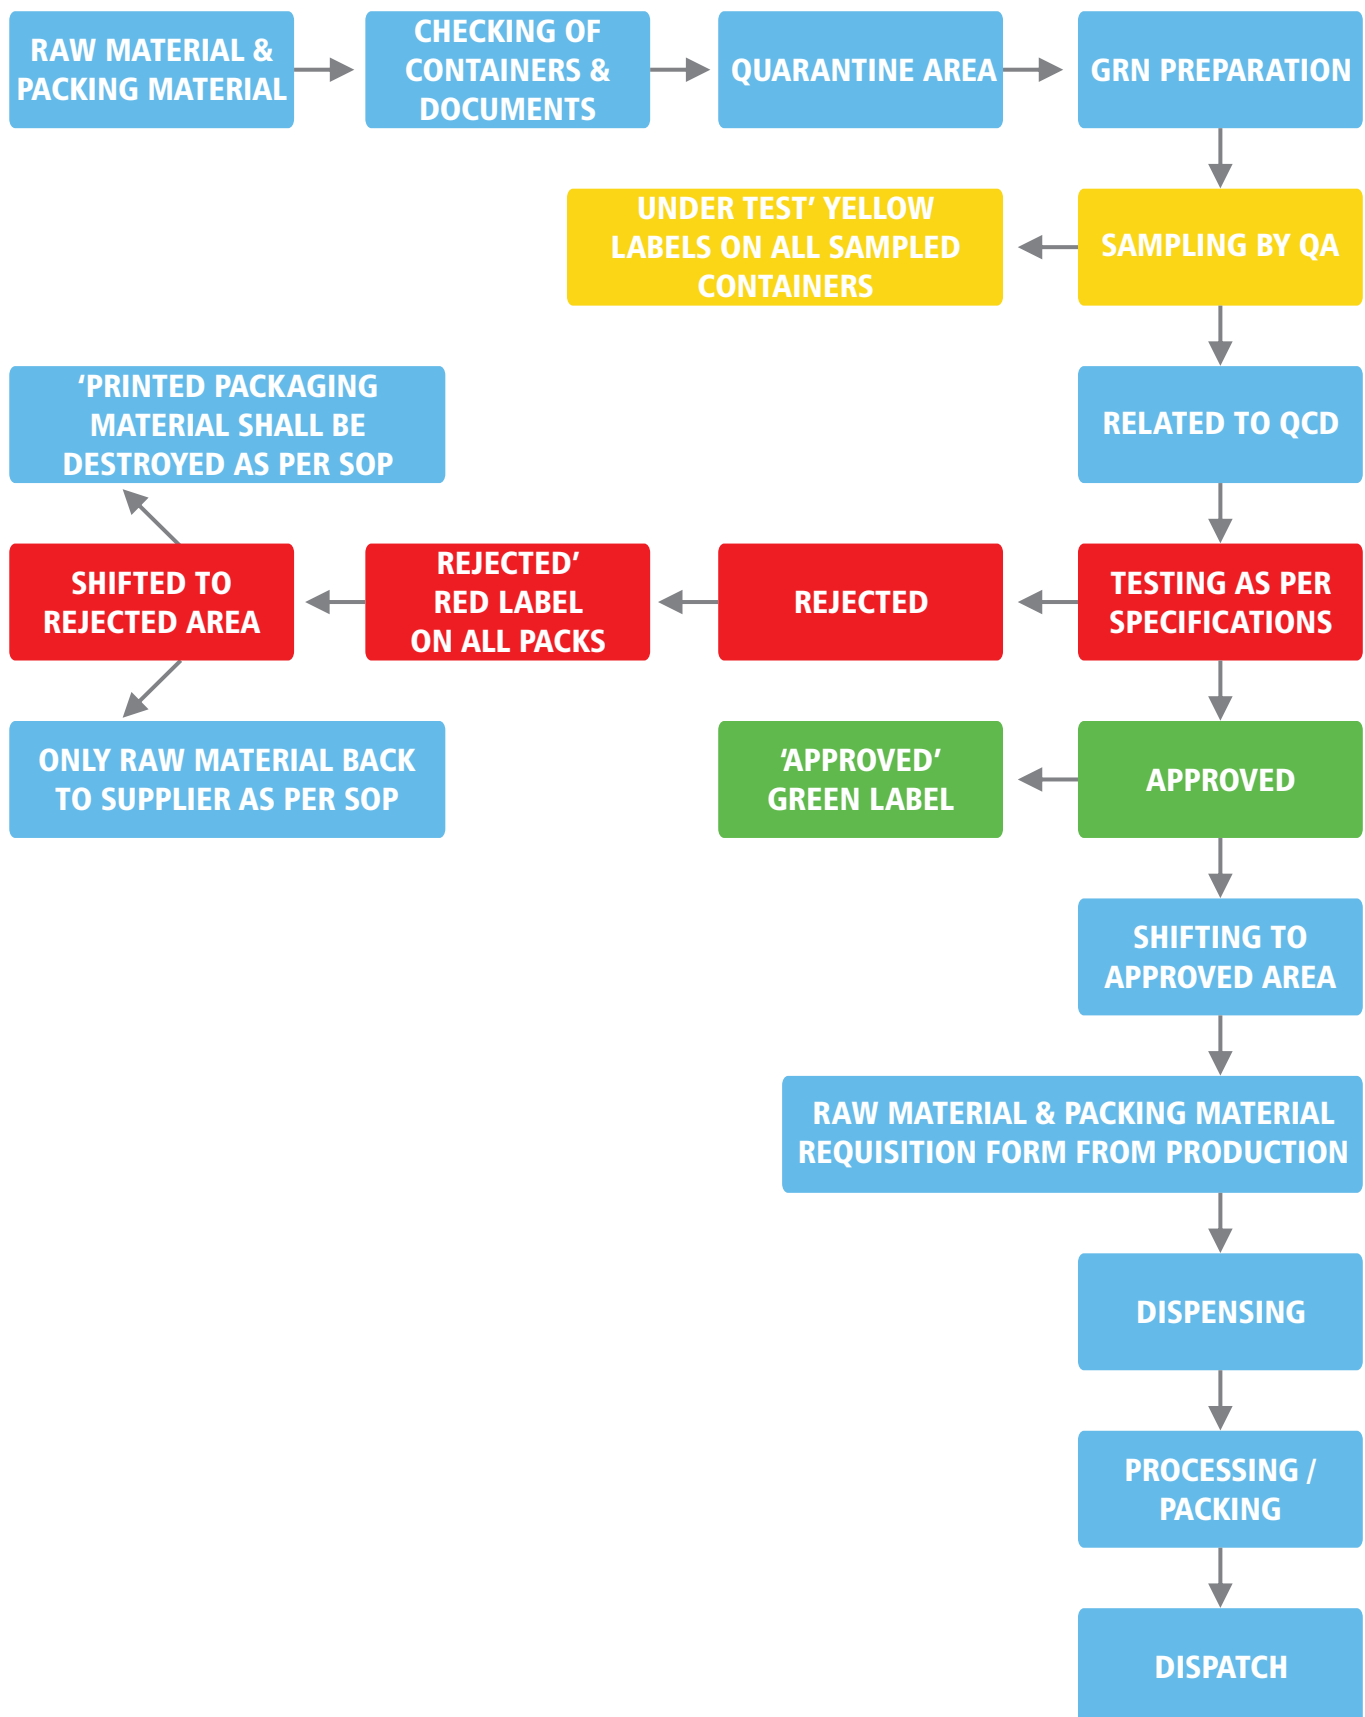 RAW MATERIAL &
PACKING MATERIAL
CHECKING OF
CONTAINERS &
DOCUMENTS
QUARANTINE AREA
GRN PREPARATION
UNDER TEST’ YELLOW
LABELS ON ALL SAMPLED
CONTAINERS
SAMPLING BY QA
‘PRINTED PACKAGING
MATERIAL SHALL BE
DESTROYED AS PER SOP
RELATED TO QCD
SHIFTED TO
REJECTED AREA
REJECTED’
RED LABEL
ON ALL PACKS
REJECTED
TESTING AS PER
SPECIFICATIONS
ONLY RAW MATERIAL BACK
TO SUPPLIER AS PER SOP
‘APPROVED’
GREEN LABEL
APPROVED
SHIFTING TO
APPROVED AREA
RAW MATERIAL & PACKING MATERIAL
REQUISITION FORM FROM PRODUCTION
DISPENSING
PROCESSING /
PACKING
DISPATCH